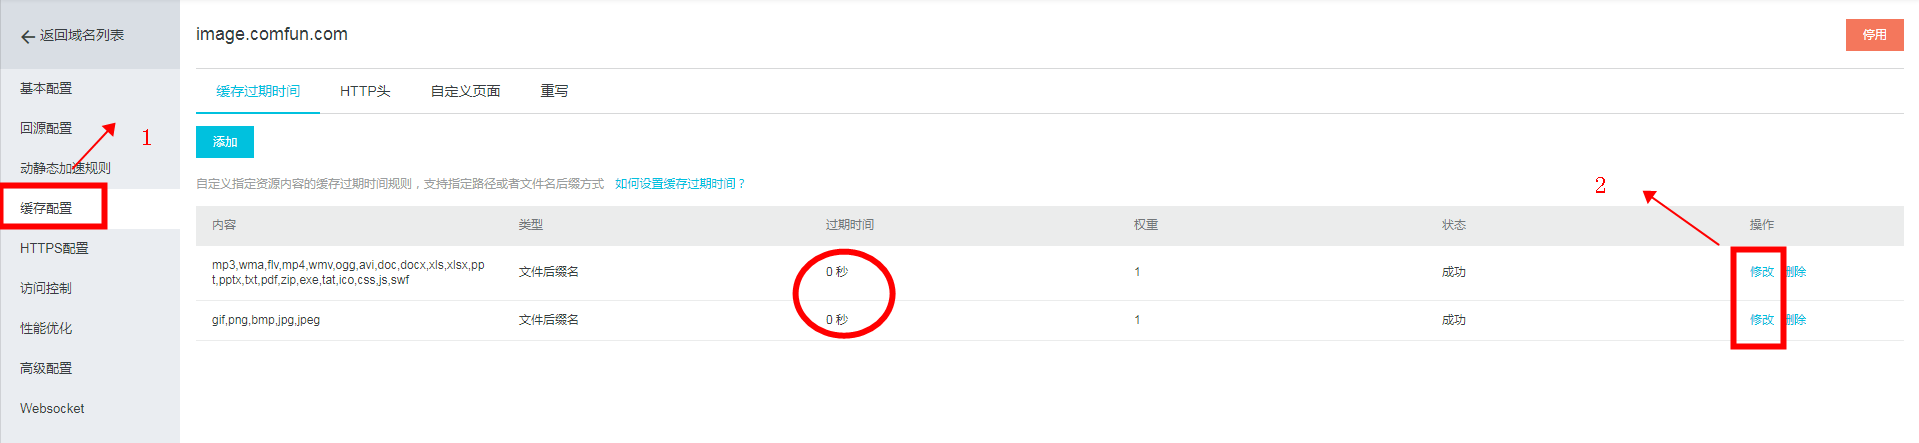 返回域名列表
image.comfun.com
停用
基本配置
回源配置
动静态加速规则
缓存配置
HTTPS配置
访问控制
性能优化
高级配置
Websocket
1
缓存过期时间 HTTP头 自定义页面 重写
添加
自定义指定资源内容的缓存过期时间规则，支持指定路径或者文件名后缀方式 如何设置缓存过期时间？
2
内容 类型 过期时间 权重 状态 操作
mp3,wma,flv,mp4,wmv,ogg,avi,doc,docx,xls,xlsx,pp
t,pptx,txt,pdf,zip,exe,tat,ico,css,js,swf
文件后缀名 0 秒 1 成功 修改 删除
gif,png,bmp,jpg,jpeg 文件后缀名 0 秒 1 成功 修改 删除